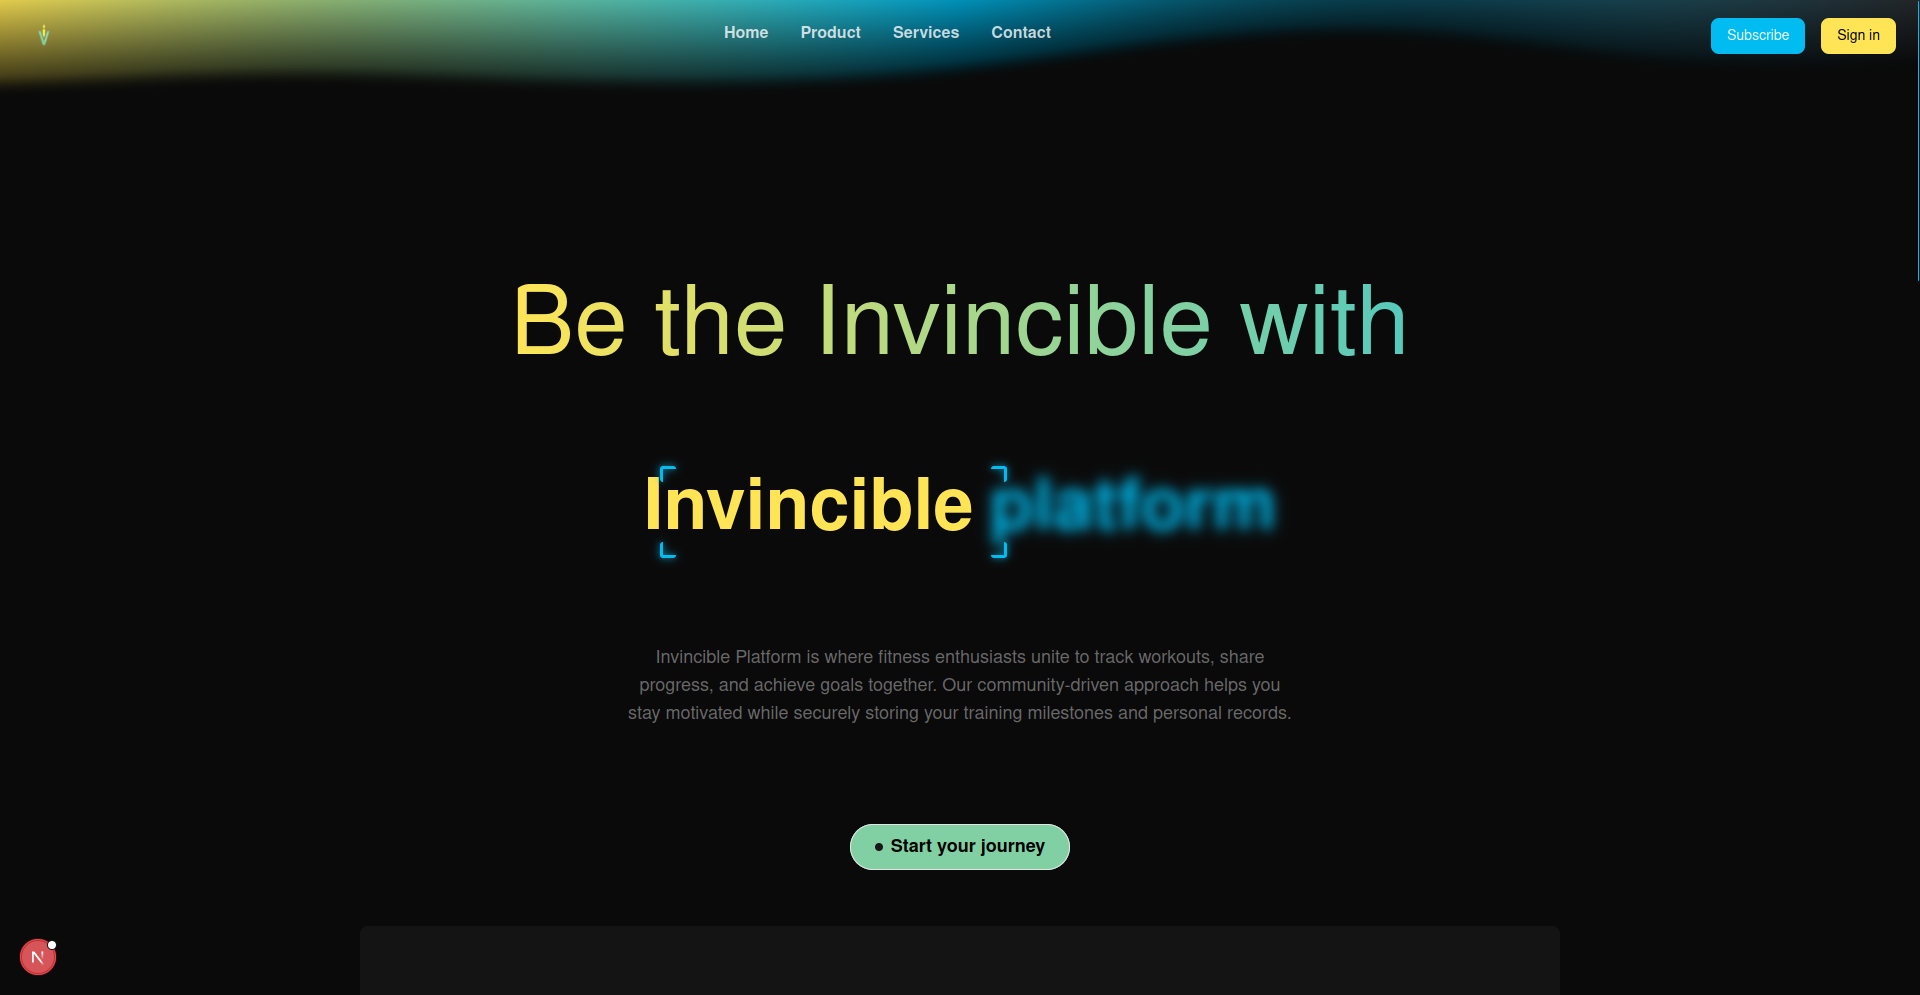 Home Product Services Contact
Subscribe
Sign in
Be the Invincible with
Invincible platform
Invincible Platform is where fitness enthusiasts unite to track workouts, share
progress, and achieve goals together. Our community-driven approach helps you
stay motivated while securely storing your training milestones and personal records.
Start your journey
N